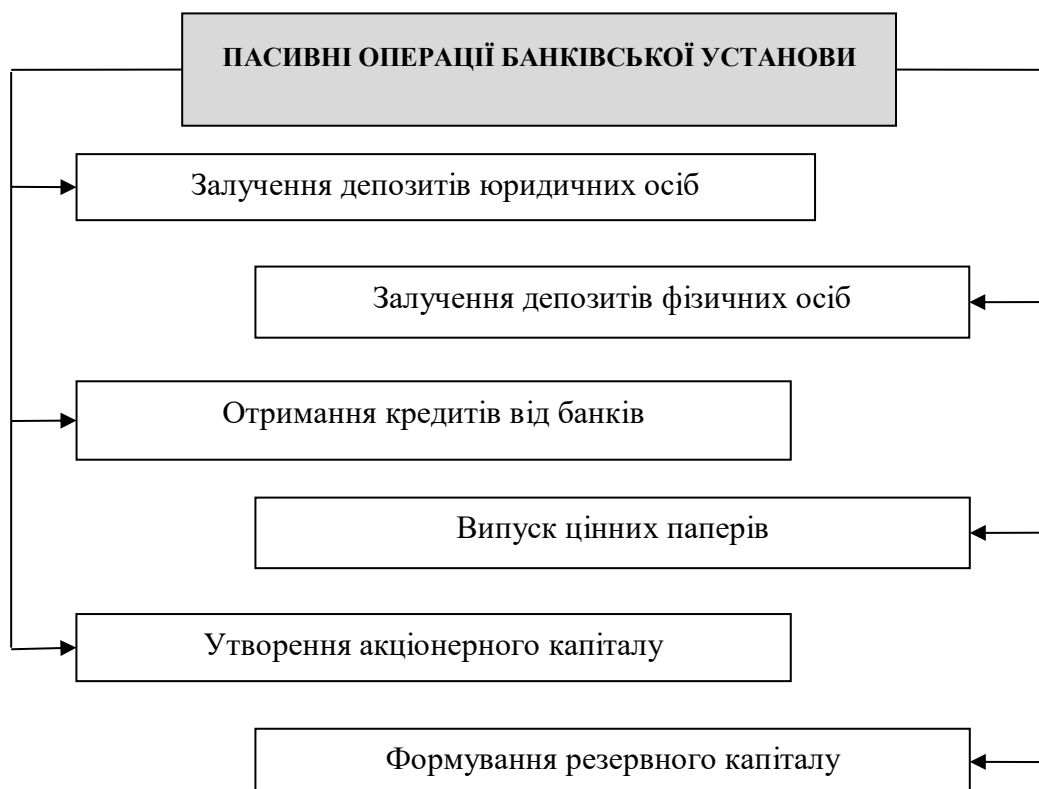 ПАСИВНІ ОПЕРАЦІЇ БАНКІВСЬКОЇ УСТАНОВИ
Залучення депозитів юридичних осіб
Залучення депозитів фізичних осіб
Отримання кредитів від банків
Випуск цінних паперів
Утворення акціонерного капіталу
Формування резервного капіталу